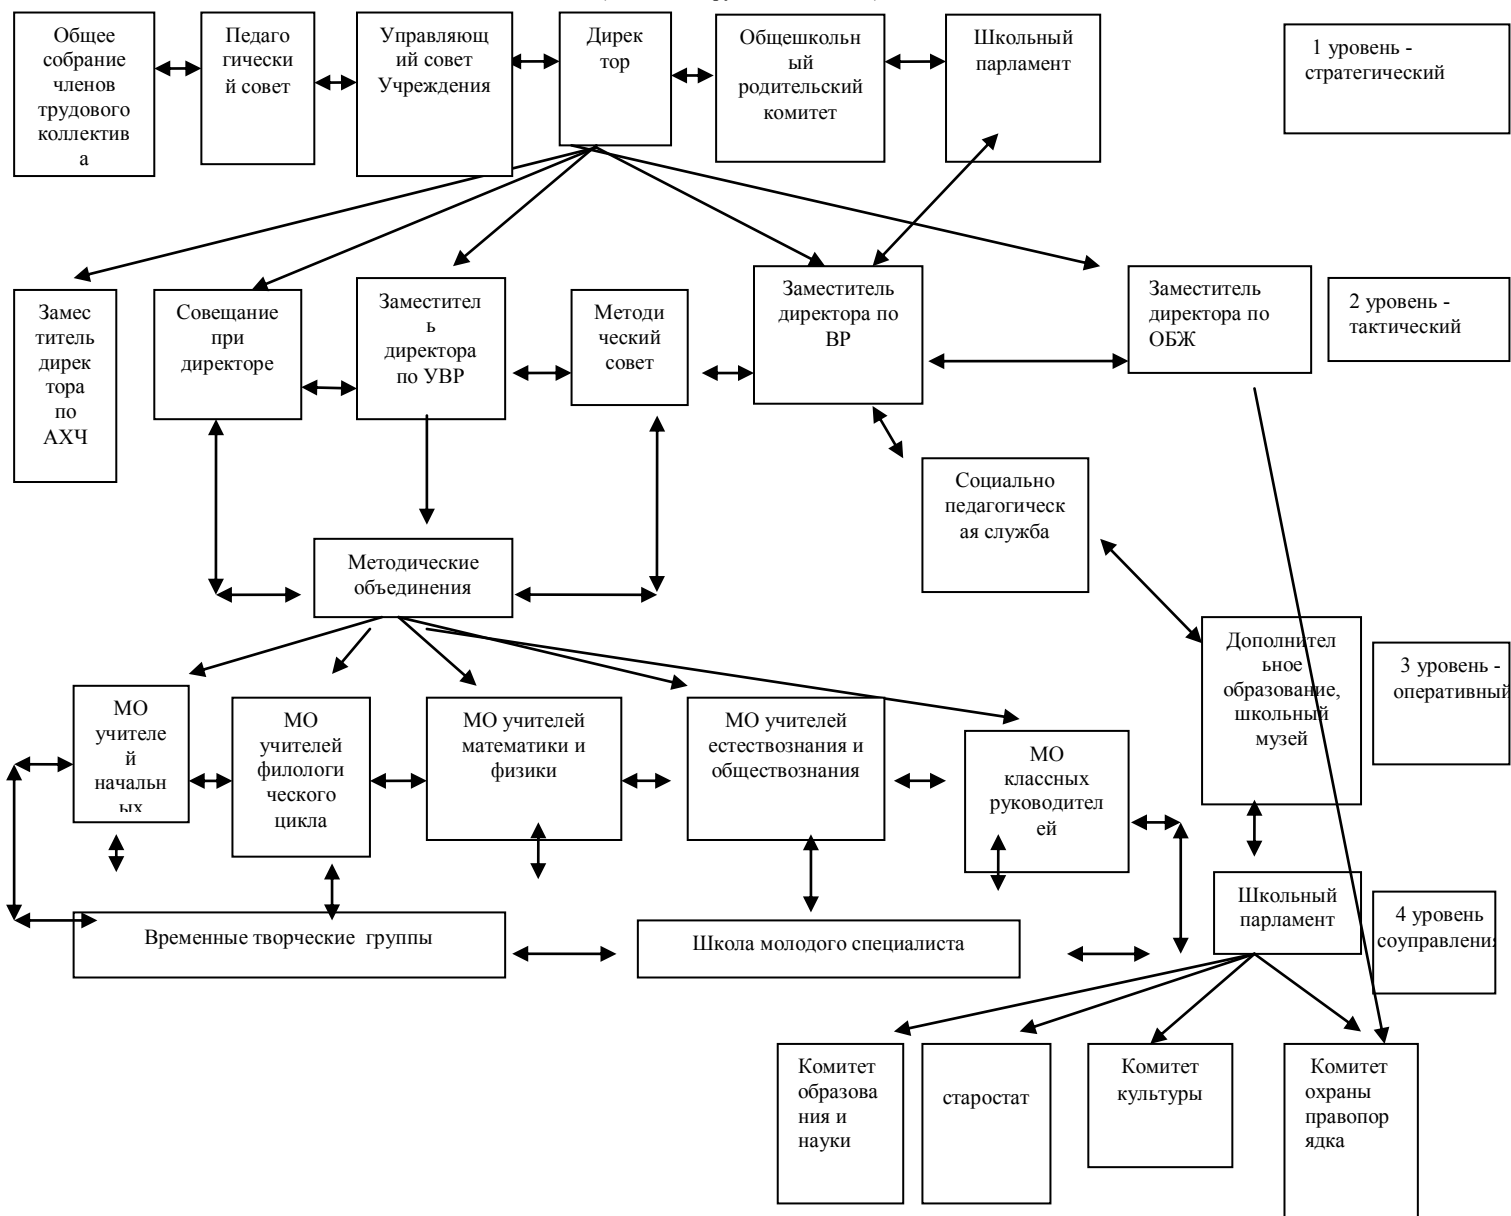 Общее
собрание
членов
трудового
коллектив
а
Педаго
гически
й совет
Управляющ
ий совет
Учреждения
Дирек
тор
Общешкольн
ый
родительский
комитет
Школьный
парламент
1 уровень -
стратегический
Замес
титель
дирек
тора
по
АХЧ
Совещание
при
директоре
Заместител
ь
директора
по УВР
Методи
ческий
совет
Заместитель
директора по
ВР
Заместитель
директора по
ОБЖ
2 уровень -
тактический
Социально
педагогическ
ая служба
Методические
объединения
Дополнител
ьное
образование,
школьный
музей
3 уровень -
оперативный
МО
учителе
й
начальн
ых
МО
учителей
филологи
ческого
цикла
МО учителей
математики и
физики
МО учителей
естествознания и
обществознания
МО
классных
руководител
ей
Временные творческие группы
Школа молодого специалиста
Школьный
парламент
4 уровень
соуправления
Комитет
образова
ния и
науки
старостат
Комитет
культуры
Комитет
охраны
правопор
ядка